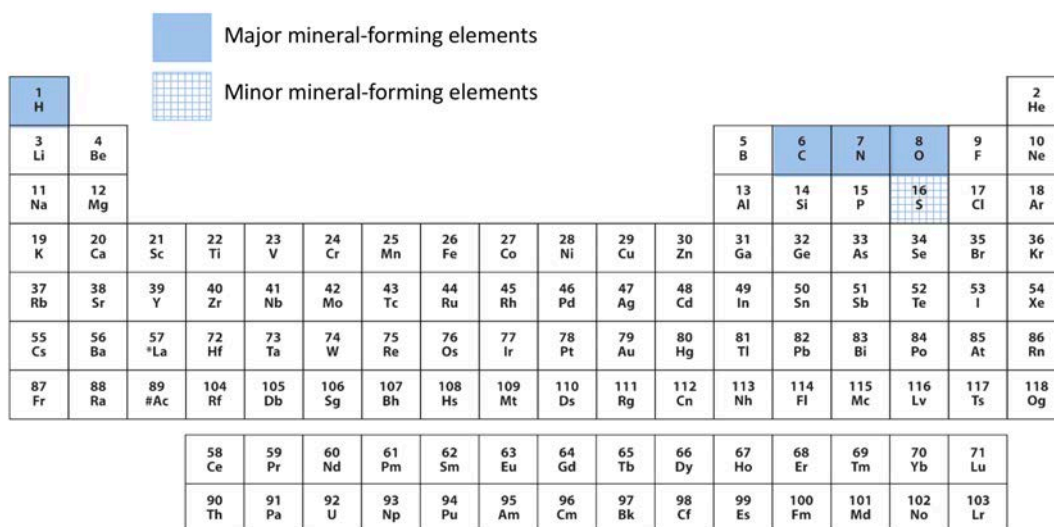 Major mineral-forming elements
Minor mineral-forming elements
1 2
H He
3 4 5 6 7 8 9 10
Li Be B C N O F Ne
11 12 13 14 15 16 17 18
Na Mg Al Si P S Cl Ar
19 20 21 22 23 24 25 26 27 28 29 30 31 32 33 34 35 36
K Ca Sc Ti V Cr Mn Fe Co Ni Cu Zn Ga Ge As Se Br Kr
37 38 39 40 41 42 43 44 45 46 47 48 49 50 51 52 53 54
Rb Sr Y Zr Nb Mo Tc Ru Rh Pd Ag Cd In Sn Sb Te I Xe
55 56 57 72 73 74 75 76 77 78 79 80 81 82 83 84 85 86
Cs Ba *La Hf Ta W Re Os Ir Pt Au Hg Tl Pb Bi Po At Rn
87 88 89 104 105 106 107 108 109 110 111 112 113 114 115 116 117 118
Fr Ra #Ac Rf Db Sg Bh Hs Mt Ds Rg Cn Nh Fl Mc Lv Ts Og
58 59 60 61 62 63 64 65 66 67 68 69 70 71
Ce Pr Nd Pm Sm Eu Gd Tb Dy Ho Er Tm Yb Lu
90 91 92 93 94 95 96 97 98 99 100 101 102 103
Th Pa U Np Pu Am Cm Bk Cf Es Fm Md No Lr